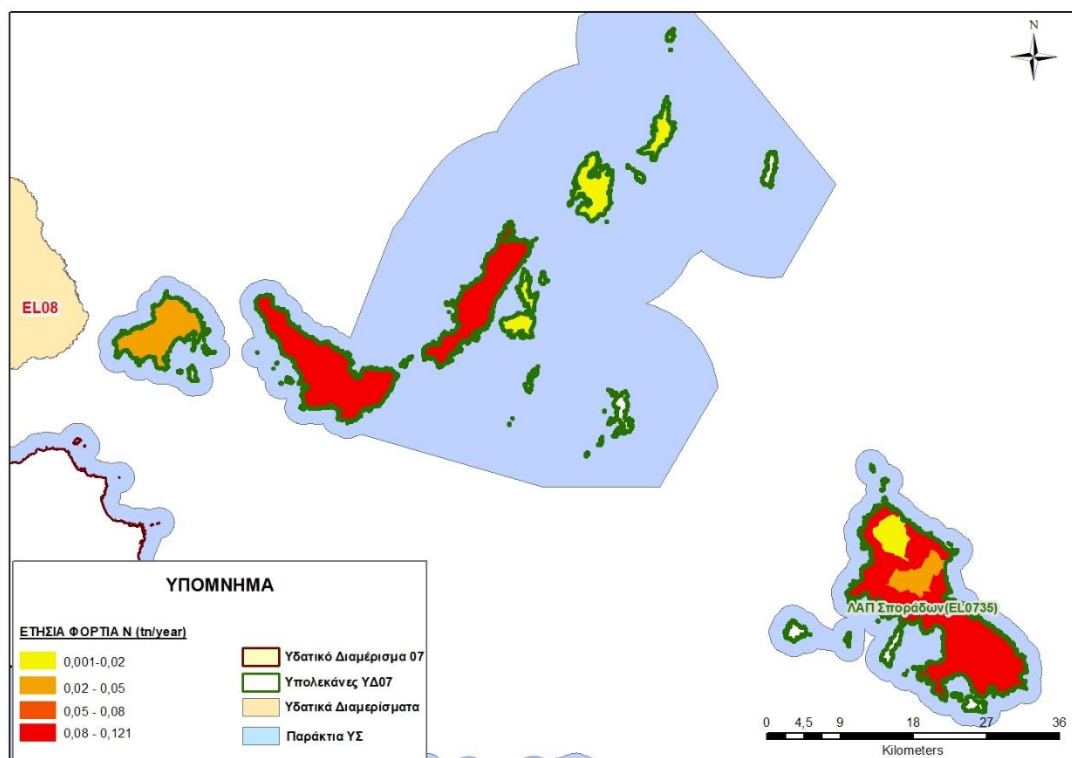 N
EL08
ΛΑΠ Σποράδων(EL0735)
ΥΠΟΜΝΗΜΑ
ΕΤΗΣΙΑ ΦΟΡΤΙΑ Ν (tn/year)
0,001-0,02
0,02 - 0,05
0,05 - 0,08
0,08 - 0,121
Υδατικό Διαμέρισμα 07
Υπολεκάνες ΥΔ07
Υδατικά Διαμερίσματα
Παράκτια ΥΣ
0 4,5 9 18 27 36
Kilometers